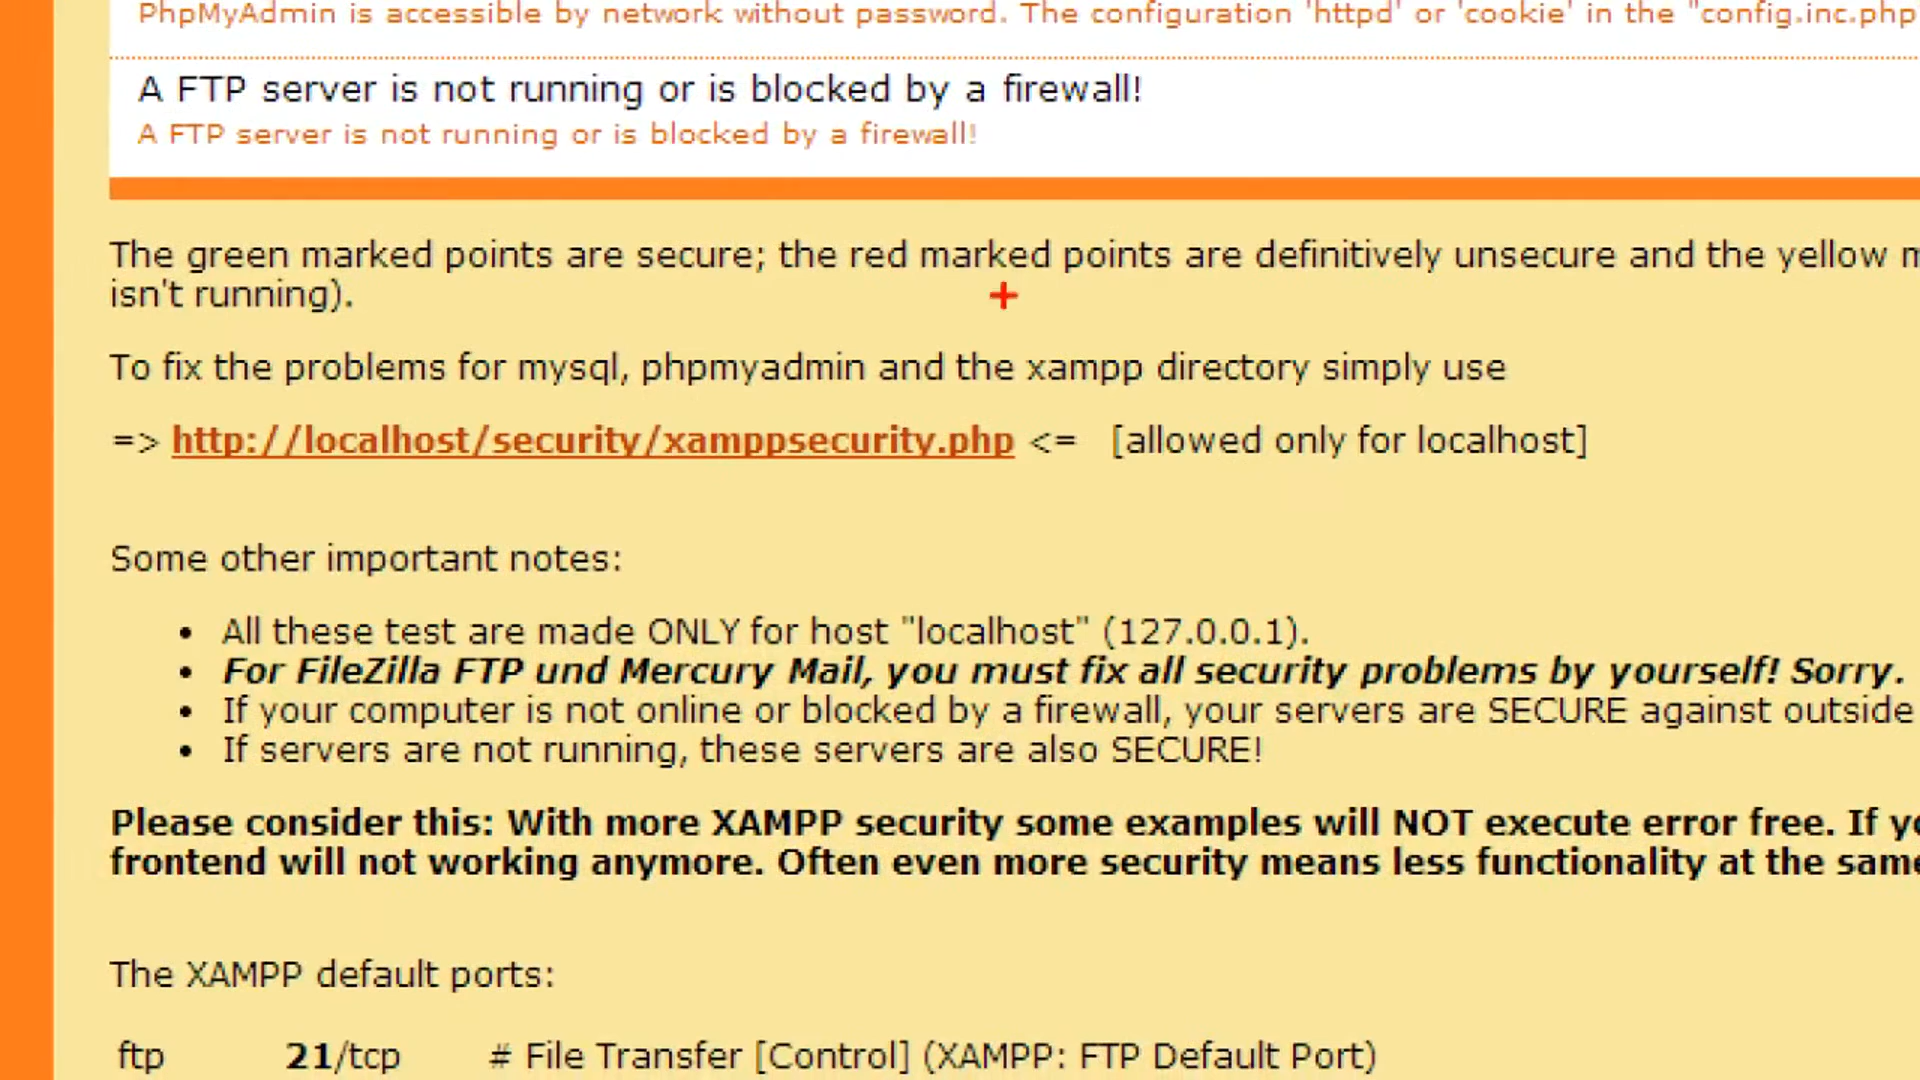 PhpMyAdmin is accessible by network without password. The configuration 'httpd' or 'cookie' in the "config.inc.php
A FTP server is not running or is blocked by a firewall!
A FTP server is not running or is blocked by a firewall!
The green marked points are secure; the red marked points are definitively unsecure and the yellow
isn't running).
To fix the problems for mysql, phpmyadmin and the xampp directory simply use
=> http://localhost/security/xamppsecurity.php <= [allowed only for localhost]
Some other important notes:
• All these test are made ONLY for host "localhost" (127.0.0.1).
• For FileZilla FTP und Mercury Mail, you must fix all security problems by yourself! Sorry.
• If your computer is not online or blocked by a firewall, your servers are SECURE against outside
• If servers are not running, these servers are also SECURE!
Please consider this: With more XAMPP security some examples will NOT execute error free. If
frontend will not working anymore. Often even more security means less functionality at the same
The XAMPP default ports:
ftp 21/tcp # File Transfer [Control] (XAMPP: FTP Default Port)